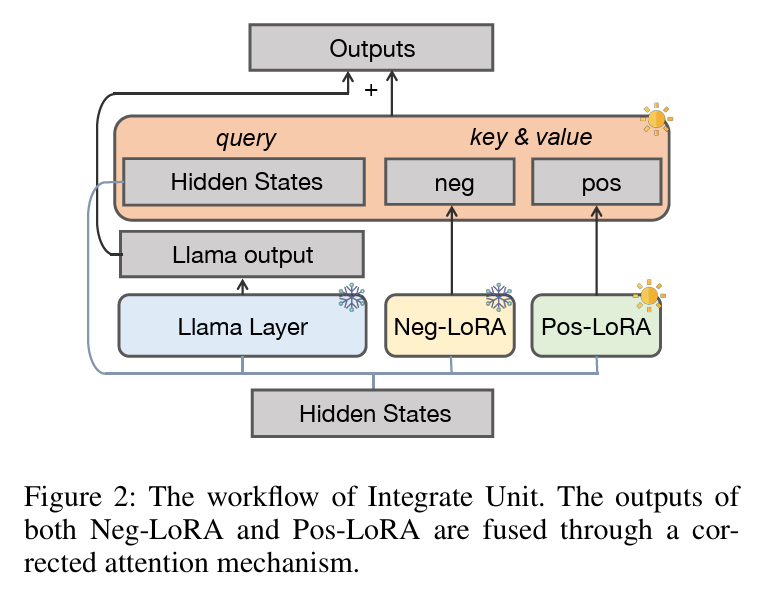 Outputs
+
query key & value
Hidden States neg pos
Llama output
Llama Layer Neg-LoRA Pos-LoRA
Hidden States
Figure 2: The workflow of Integrate Unit. The outputs of
both Neg-LoRA and Pos-LoRA are fused through a cor-
rected attention mechanism.